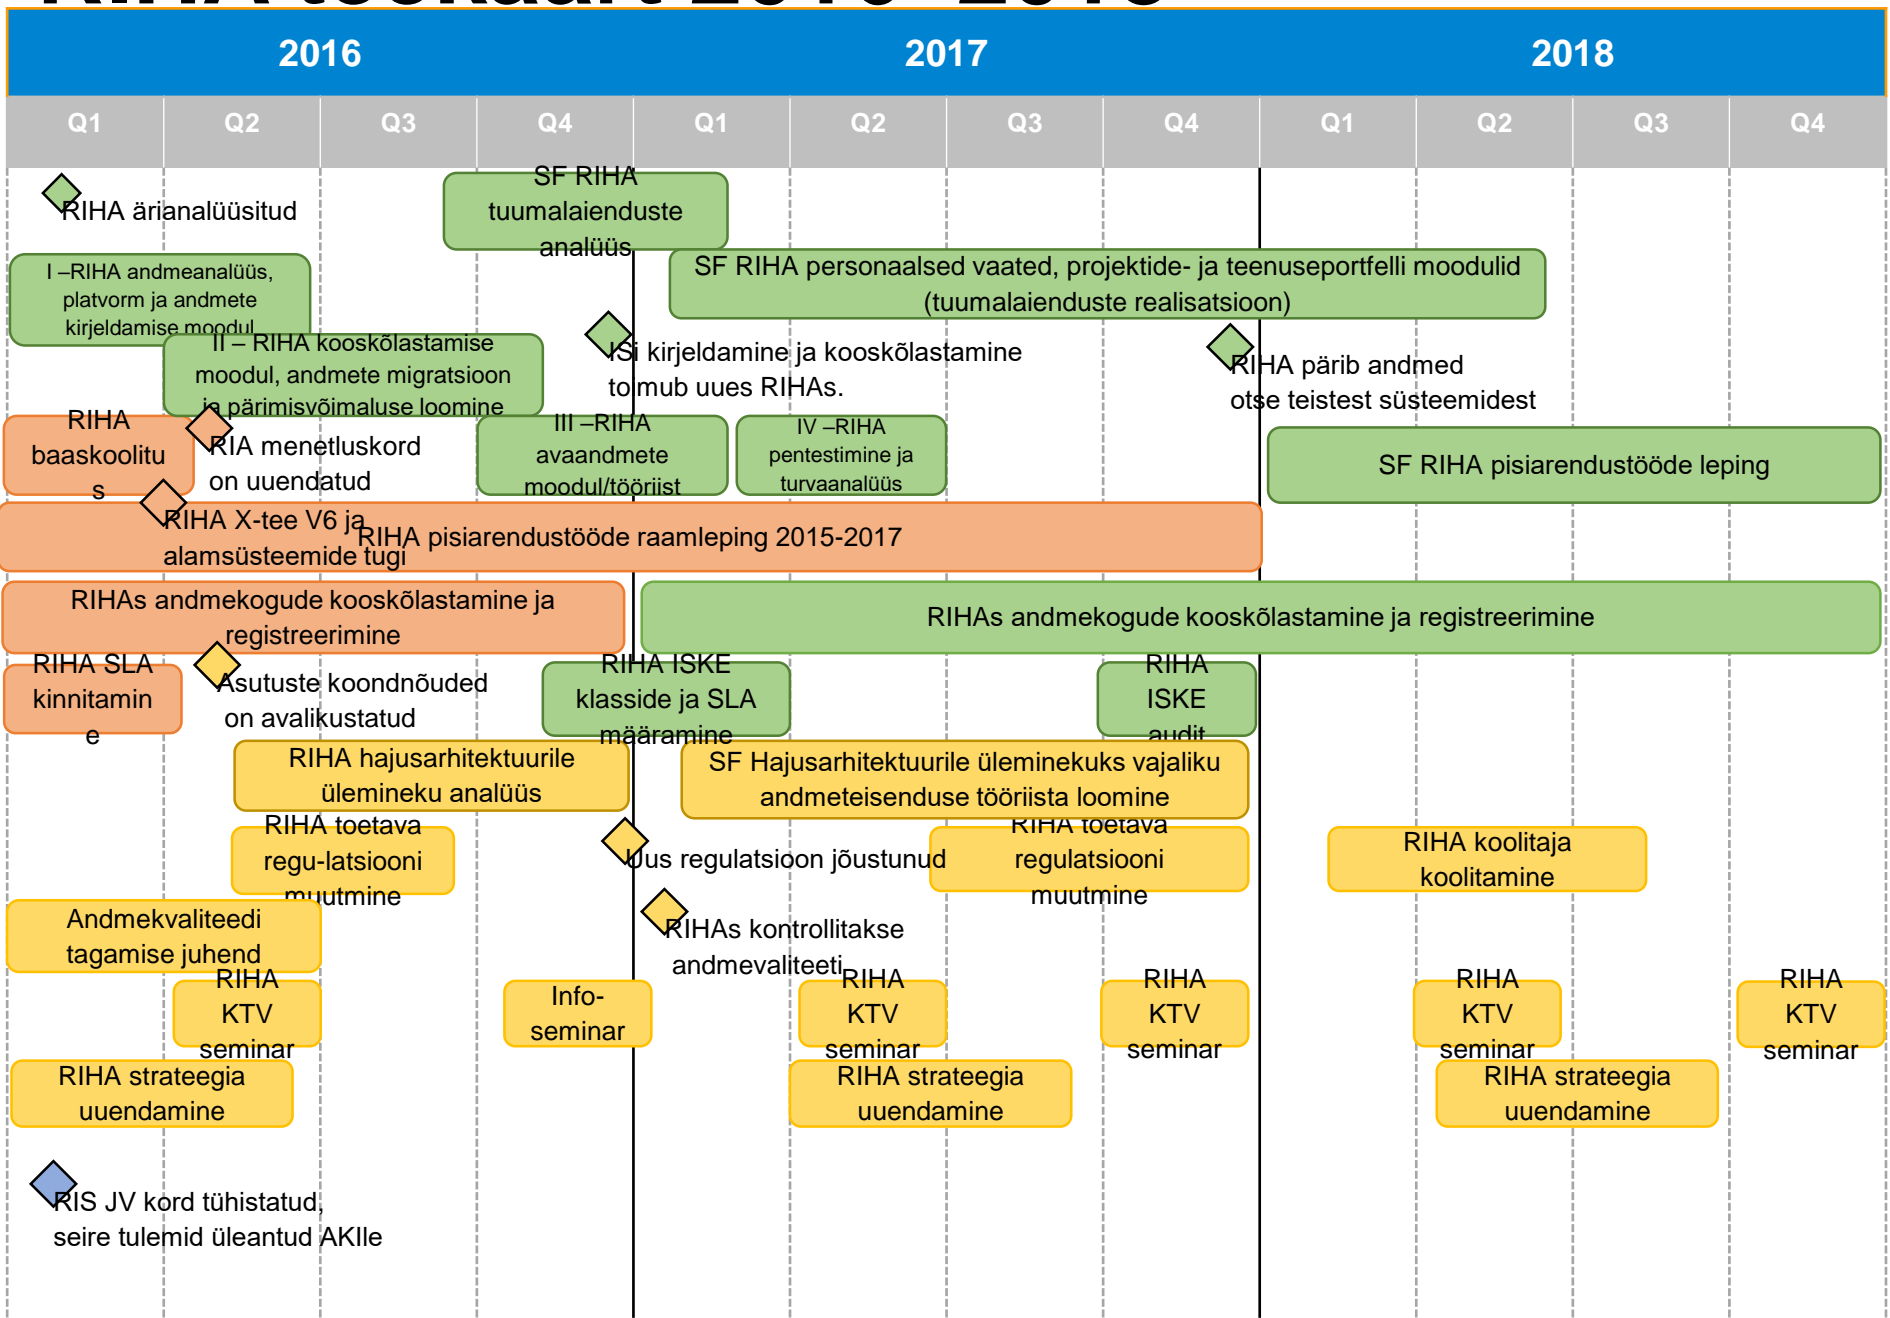 RIHA töökaart 2016-2018
2016
2017
2018
Q1
Q2
Q3
Q4
Q1
Q2
Q3
Q4
Q1
Q2
Q3
Q4
RIHA ärianalüüsitud
SF RIHA
tuumalaienduste
analüüs
I –RIHA andmeanalüüs,
platvorm ja andmete
kirjeldamise moodul
SF RIHA personaalsed vaated, projektide- ja teenuseportfelli moodulid
(tuumalaienduste realisatsioon)
II – RIHA kooskõlastamise
moodul, andmete migratsioon
ja pärimisvõimaluse loomine
ISi kirjeldamine ja kooskõlastamine
toimub uues RIHAs.
RIHA pärib andmed
otse teistest süsteemidest
RIHA
baaskoolitu
s
RIA menetluskord
on uuendatud
III –RIHA
avaandmete
moodul/tööriist
IV –RIHA
pentestimine ja
turvaanalüüs
SF RIHA pisiarendustööde leping
RIHA X-tee V6 ja
alamsüsteemide tugi
RIHA pisiarendustööde raamleping 2015-2017
RIHAs andmekogude kooskõlastamine ja
registreerimine
RIHAs andmekogude kooskõlastamine ja registreerimine
RIHA SLA
kinnitamin
e
Asutuste koondnõuded
on avalikustatud
RIHA ISKE
klasside ja SLA
määramine
RIHA
ISKE
audit
RIHA hajusarhitektuurile
ülemineku analüüs
SF Hajusarhitektuurile üleminekuks vajaliku
andmeteisenduse tööriista loomine
RIHA toetava
regu-latsiooni
muutmine
Uus regulatsioon jõustunud
RIHA toetava
regulatsiooni
muutmine
RIHA koolitaja
koolitamine
Andmekvaliteedi
tagamise juhend
RIHAs kontrollitakse
andmevaliteeti
RIHA
KTV
seminar
Info-
seminar
RIHA
KTV
seminar
RIHA
KTV
seminar
RIHA
KTV
seminar
RIHA
KTV
seminar
RIHA strateegia
uuendamine
RIHA strateegia
uuendamine
RIHA strateegia
uuendamine
RIS JV kord tühistatud,
seire tulemid üleantud AKIle